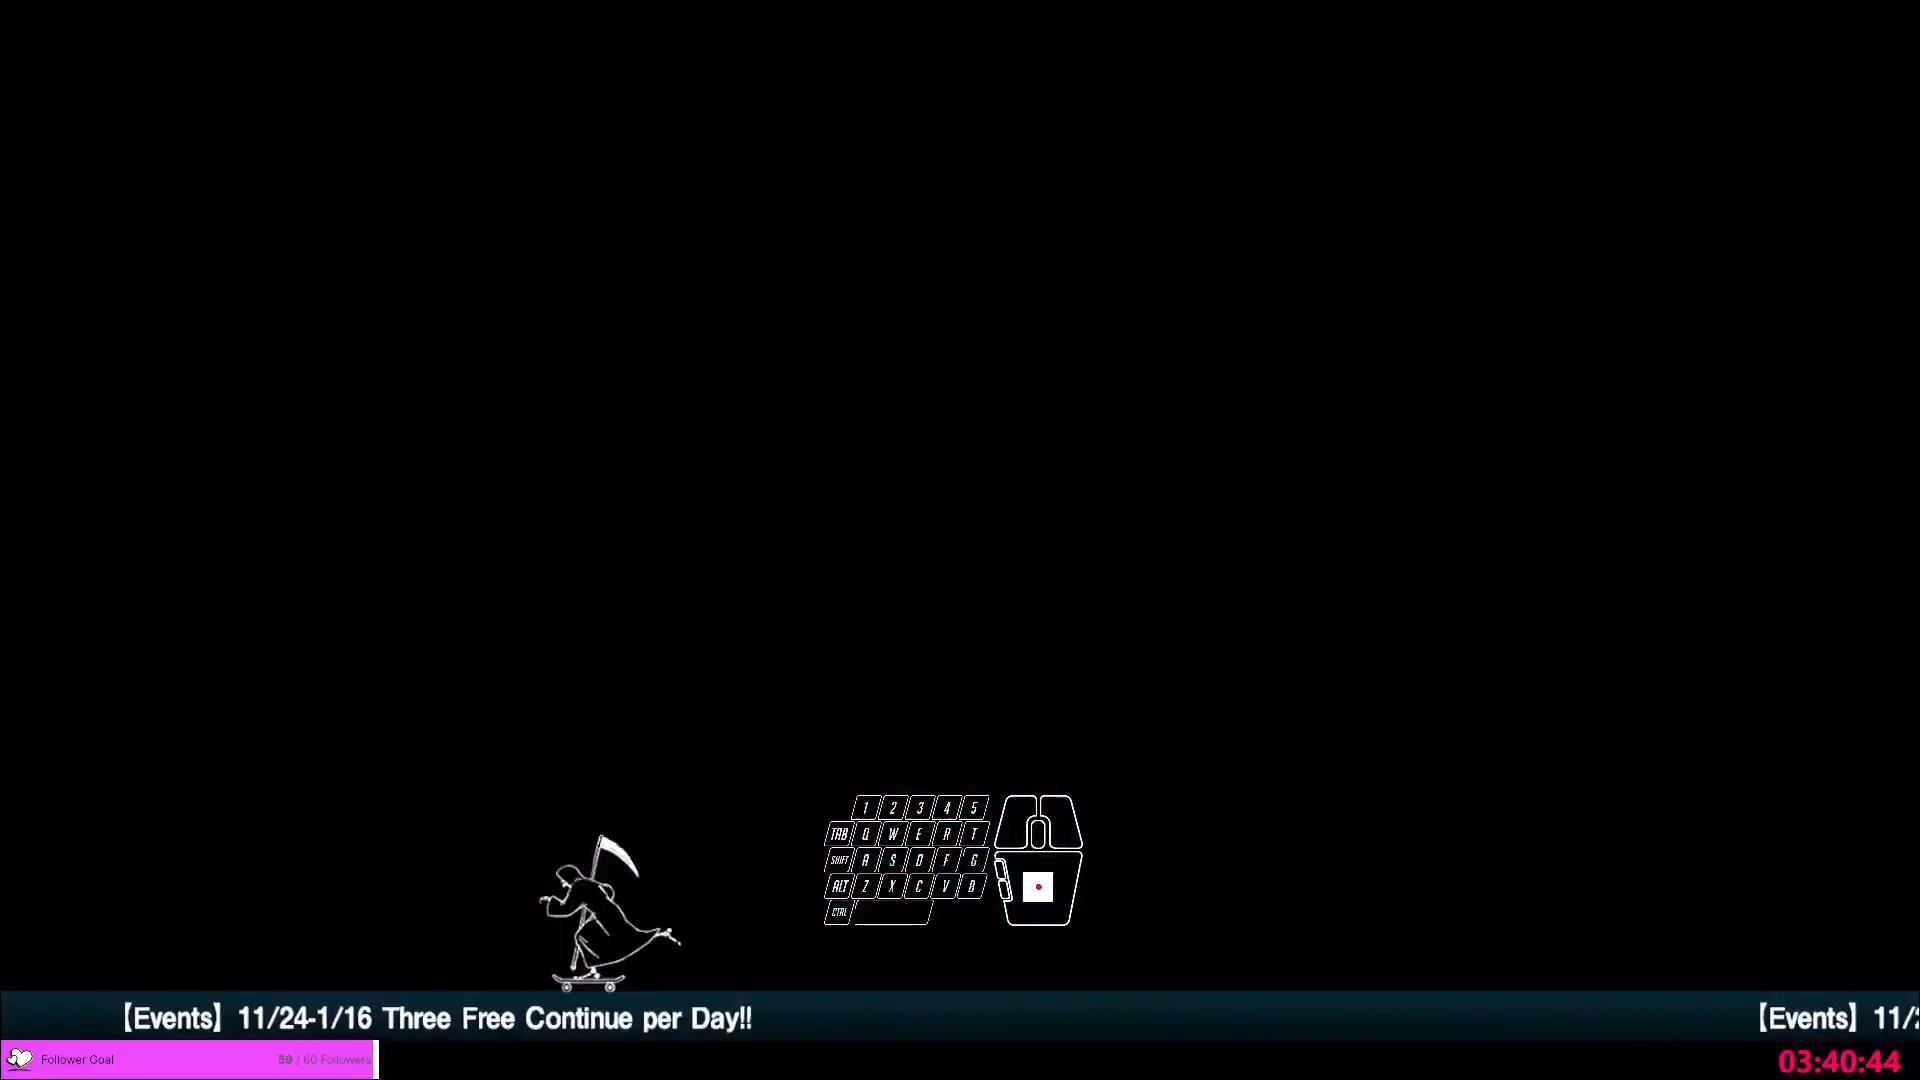 1 2 3 4 5
TAB Q W E R T
SHIFT A S D F G
ALT Z X C V B
CTRL
【Events】 11/24-1/16 Three Free Continue per Day!!
【Events】 11/2
Follower Goal 59 / 60 Followers
03:40:44